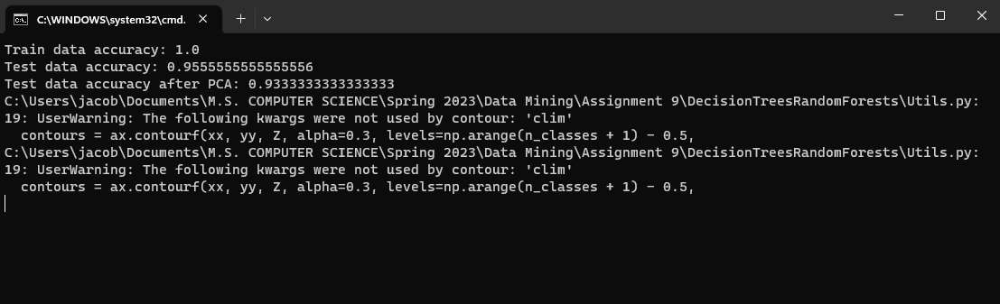 C:\WINDOWS\system32\cmd.
Train data accuracy: 1.0
Test data accuracy: 0.9555555555555556
Test data accuracy after PCA: 0.9333333333333333
C:\Users\jacob\Documents\M.S. COMPUTER SCIENCE\Spring 2023\Data Mining\Assignment 9\DecisionTreesRandomForests\Utils.py:
19: UserWarning: The following kwargs were not used by contour: 'clim'
  contours = ax.contourf(xx, yy, Z, alpha=0.3, levels=np.arange(n_classes + 1) - 0.5,
C:\Users\jacob\Documents\M.S. COMPUTER SCIENCE\Spring 2023\Data Mining\Assignment 9\DecisionTreesRandomForests\Utils.py:
19: UserWarning: The following kwargs were not used by contour: 'clim'
  contours = ax.contourf(xx, yy, Z, alpha=0.3, levels=np.arange(n_classes + 1) - 0.5,